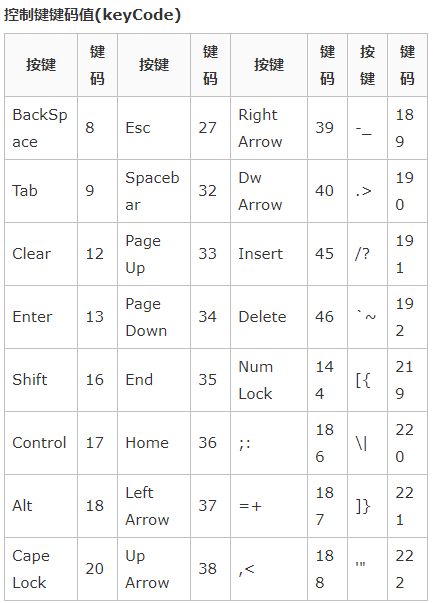 控制键键码值(keyCode)
按键 键码 按键 键码 按键 键码 按键 键码
BackSpace 8 Esc 27 Right Arrow 39 -_ 189
Tab 9 Spacebar 32 Dw Arrow 40 .> 190
Clear 12 Page Up 33 Insert 45 /? 191
Enter 13 Page Down 34 Delete 46 `~ 192
Shift 16 End 35 Num Lock 144 [{ 219
Control 17 Home 36 ;: 186 \| 220
Alt 18 Left Arrow 37 =+ 187 ]} 221
Cape Lock 20 Up Arrow 38 ,< 188 '" 222